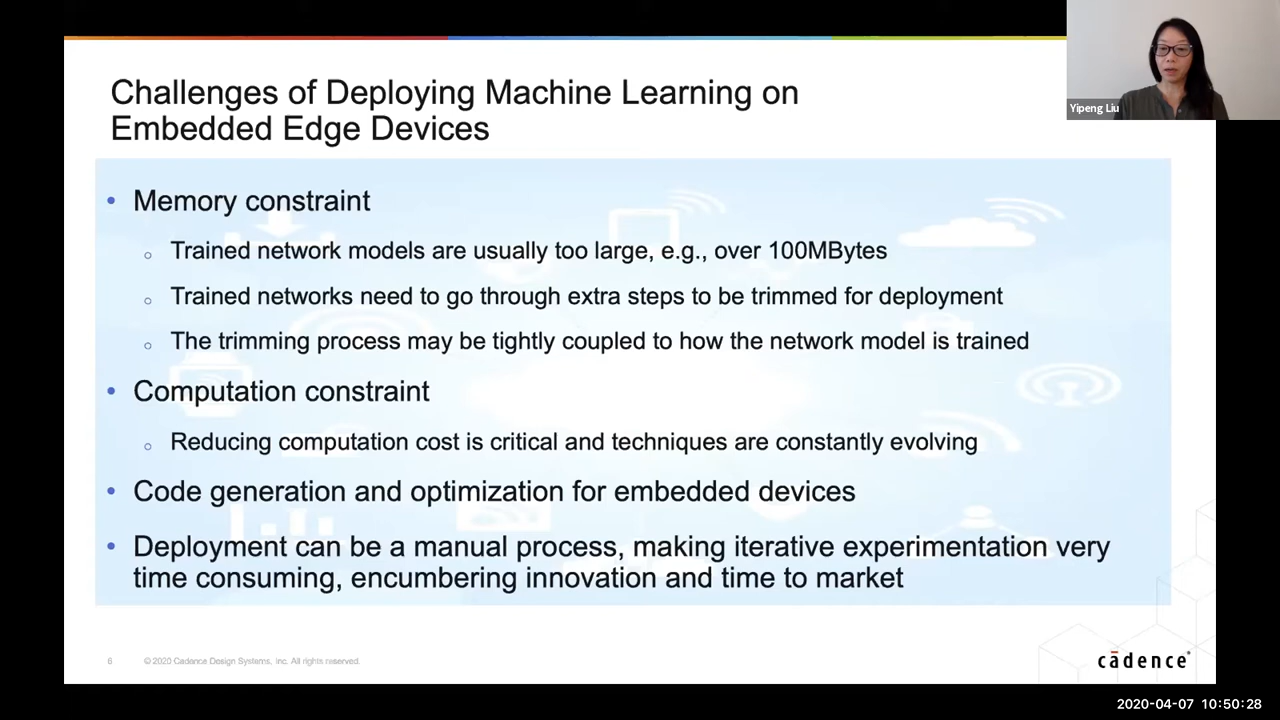 Challenges of Deploying Machine Learning on
Embedded Edge Devices
Yipeng Liu
• Memory constraint
○ Trained network models are usually too large, e.g., over 100MBytes
○ Trained networks need to go through extra steps to be trimmed for deployment
○ The trimming process may be tightly coupled to how the network model is trained
• Computation constraint
○ Reducing computation cost is critical and techniques are constantly evolving
• Code generation and optimization for embedded devices
• Deployment can be a manual process, making iterative experimentation very
time consuming, encumbering innovation and time to market
6 © 2020 Cadence Design Systems, Inc. All rights reserved.
cādence®
2020-04-07 10:50:28